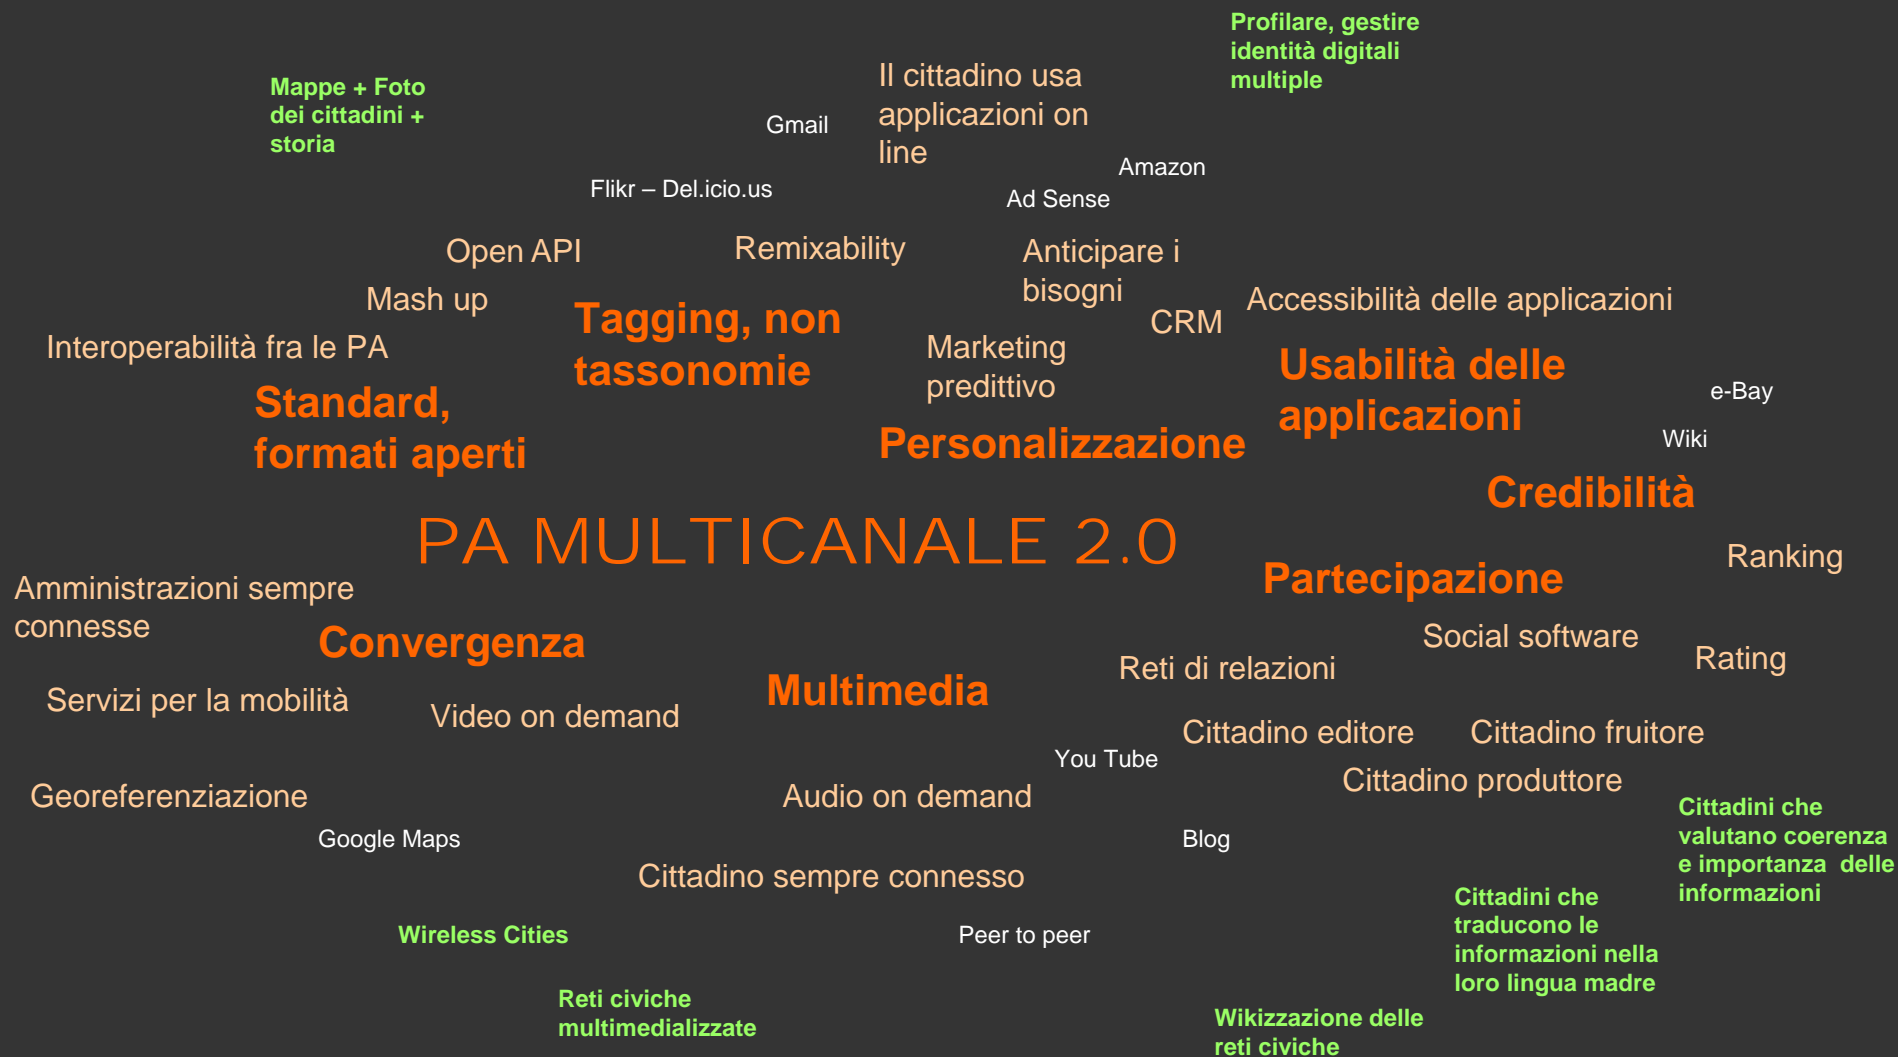 Profilare, gestire
identità digitali
multiple
Mappe + Foto
dei cittadini +
storia
Il cittadino usa
applicazioni on
line
Gmail
Amazon
Flikr – Del.icio.us
Ad Sense
Open API
Remixability
Anticipare i
bisogni
Mash up
Accessibilità delle applicazioni
CRM
Tagging, non
tassonomie
Interoperabilità fra le PA
Marketing
predittivo
Usabilità delle
applicazioni
Standard,
formati aperti
e-Bay
Wiki
Personalizzazione
Credibilità
PA MULTICANALE 2.0
Ranking
Partecipazione
Amministrazioni sempre
connesse
Convergenza
Social software
Rating
Reti di relazioni
Multimedia
Servizi per la mobilità
Video on demand
Cittadino editore
Cittadino fruitore
You Tube
Cittadino produttore
Georeferenziazione
Audio on demand
Cittadini che
valutano coerenza
e importanza  delle
informazioni
Google Maps
Blog
Cittadino sempre connesso
Cittadini che
traducono le
informazioni nella
loro lingua madre
Wireless Cities
Peer to peer
Reti civiche
multimedializzate
Wikizzazione delle
reti civiche